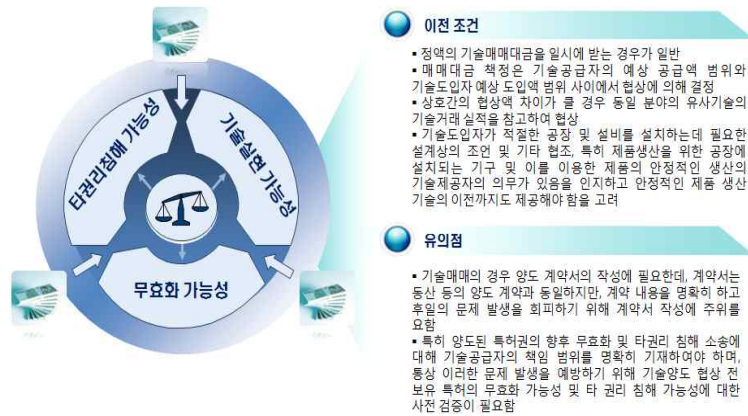 타권리침해 가능성
기술실현 가능성
무효화 가능성
이전 조건
▪ 정액의 기술매매대금을 일시에 받는 경우가 일반
▪ 매매대금 책정은 기술공급자의 예상 공급액 범위와
기술도입자 예상 도입액 범위 사이에서 협상에 의해 결정
▪ 상호간의 협상액 차이가 클 경우 동일 분야의 유사기술의
기술거래 실적을 참고하여 협상
▪ 기술도입자가 적절한 공장 및 설비를 설치하는데 필요한
설계상의 조언 및 기타 협조, 특히 제품생산을 위한 공장에
설치되는 기구 및 이를 이용한 제품의 안정적인 생산의
기술제공자의 의무가 있음을 인지하고 안정적인 제품 생산
기술의 이전까지도 제공해야 함을 고려
유의점
▪ 기술매매의 경우 양도 계약서의 작성에 필요한데, 계약서는
동산 등의 양도 계약과 동일하지만, 계약 내용을 명확히 하고
후일의 문제 발생을 회피하기 위해 계약서 작성에 주위를
요함
▪ 특히 양도된 특허권의 향후 무효화 및 타권리 침해 소송에
대해 기술공급자의 책임 범위를 명확히 기재하여야 하며,
통상 이러한 문제 발생을 예방하기 위해 기술양도 협상 전
보유 특허의 무효화 가능성 및 타 권리 침해 가능성에 대한
사전 검증이 필요함